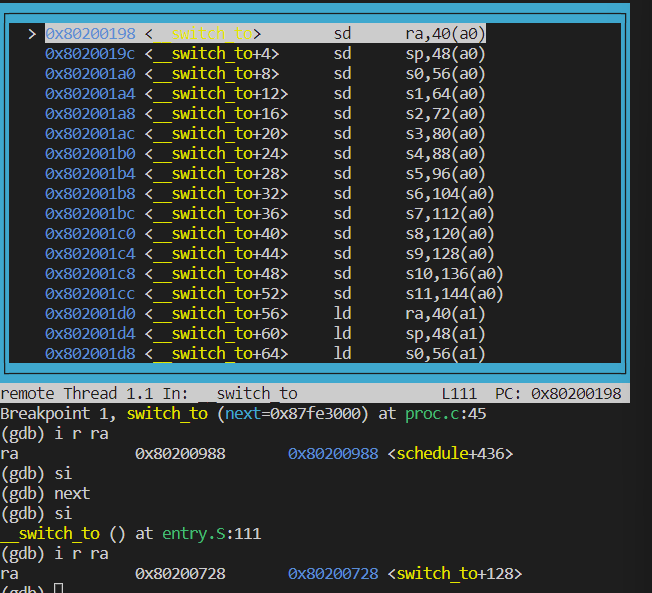 > 0x80200198 <__switch_to> sd ra,40(a0)
0x8020019c <__switch_to+4> sd sp,48(a0)
0x802001a0 <__switch_to+8> sd s0,56(a0)
0x802001a4 <__switch_to+12> sd s1,64(a0)
0x802001a8 <__switch_to+16> sd s2,72(a0)
0x802001ac <__switch_to+20> sd s3,80(a0)
0x802001b0 <__switch_to+24> sd s4,88(a0)
0x802001b4 <__switch_to+28> sd s5,96(a0)
0x802001b8 <__switch_to+32> sd s6,104(a0)
0x802001bc <__switch_to+36> sd s7,112(a0)
0x802001c0 <__switch_to+40> sd s8,120(a0)
0x802001c4 <__switch_to+44> sd s9,128(a0)
0x802001c8 <__switch_to+48> sd s10,136(a0)
0x802001cc <__switch_to+52> sd s11,144(a0)
0x802001d0 <__switch_to+56> ld ra,40(a1)
0x802001d4 <__switch_to+60> ld sp,48(a1)
0x802001d8 <__switch_to+64> ld s0,56(a1)
remote Thread 1.1 In: __switch_to L111 PC: 0x80200198
Breakpoint 1, switch_to (next=0x87fe3000) at proc.c:45
(gdb) i r ra
ra 0x80200988 0x80200988 <schedule+436>
(gdb) si
(gdb) next
(gdb) si
__switch_to () at entry.S:111
(gdb) i r ra
ra 0x80200728 0x80200728 <switch_to+128>
(gdb)